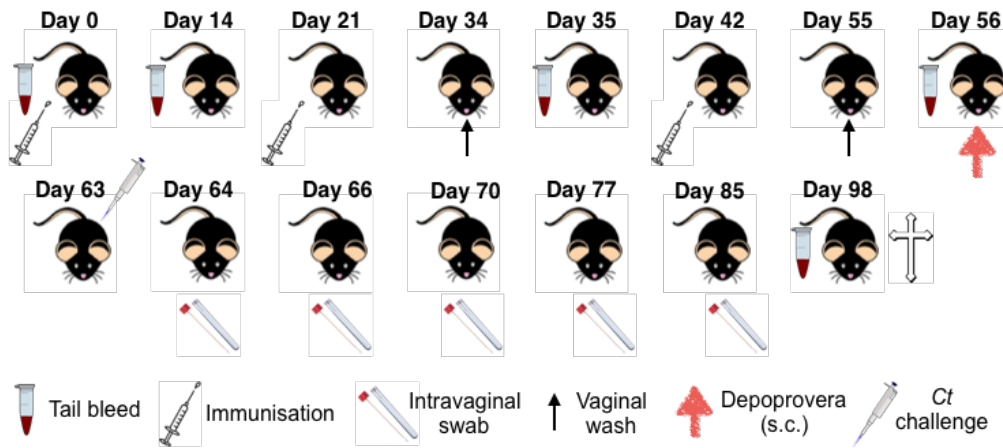 Day 0 Day 14 Day 21 Day 34 Day 35 Day 42 Day 55 Day 56
Day 63 Day 64 Day 66 Day 70 Day 77 Day 85 Day 98
Tail bleed
Immunisation
Intravaginal
swab
Vaginal
wash
Depoprovera
(s.c.)
Ct
challenge